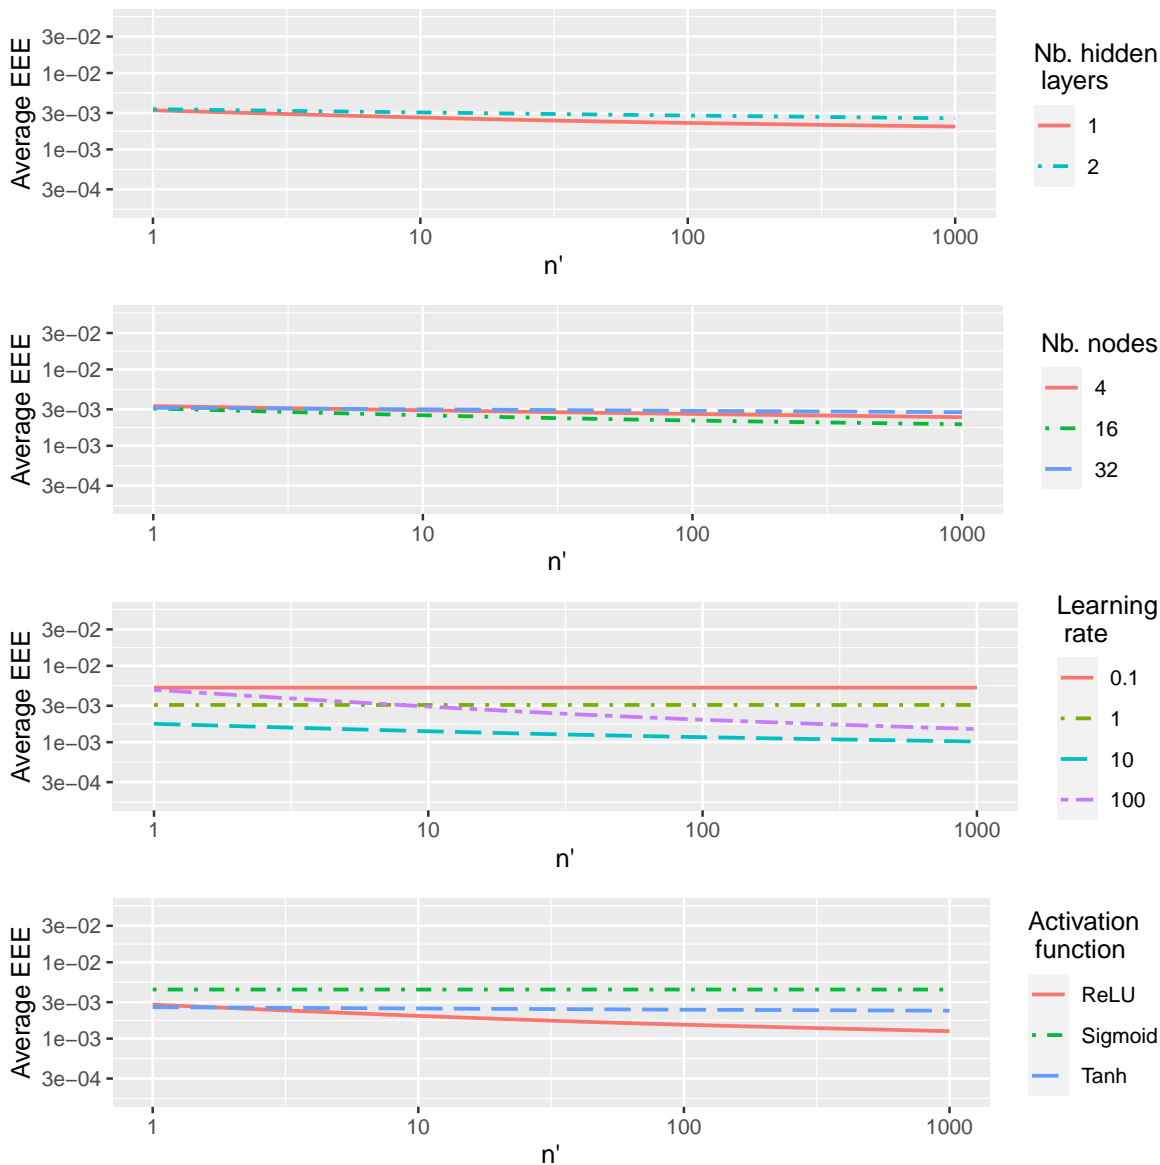 Average EEE
3e−02
1e−02
3e−03
1e−03
3e−04
1
10
100
1000
n'
Nb. hidden
layers
1
2
Average EEE
3e−02
1e−02
3e−03
1e−03
3e−04
1
10
100
1000
n'
Nb. nodes
4
16
32
Average EEE
3e−02
1e−02
3e−03
1e−03
3e−04
1
10
100
1000
n'
Learning
rate
0.1
1
10
100
Average EEE
3e−02
1e−02
3e−03
1e−03
3e−04
1
10
100
1000
n'
Activation
function
ReLU
Sigmoid
Tanh